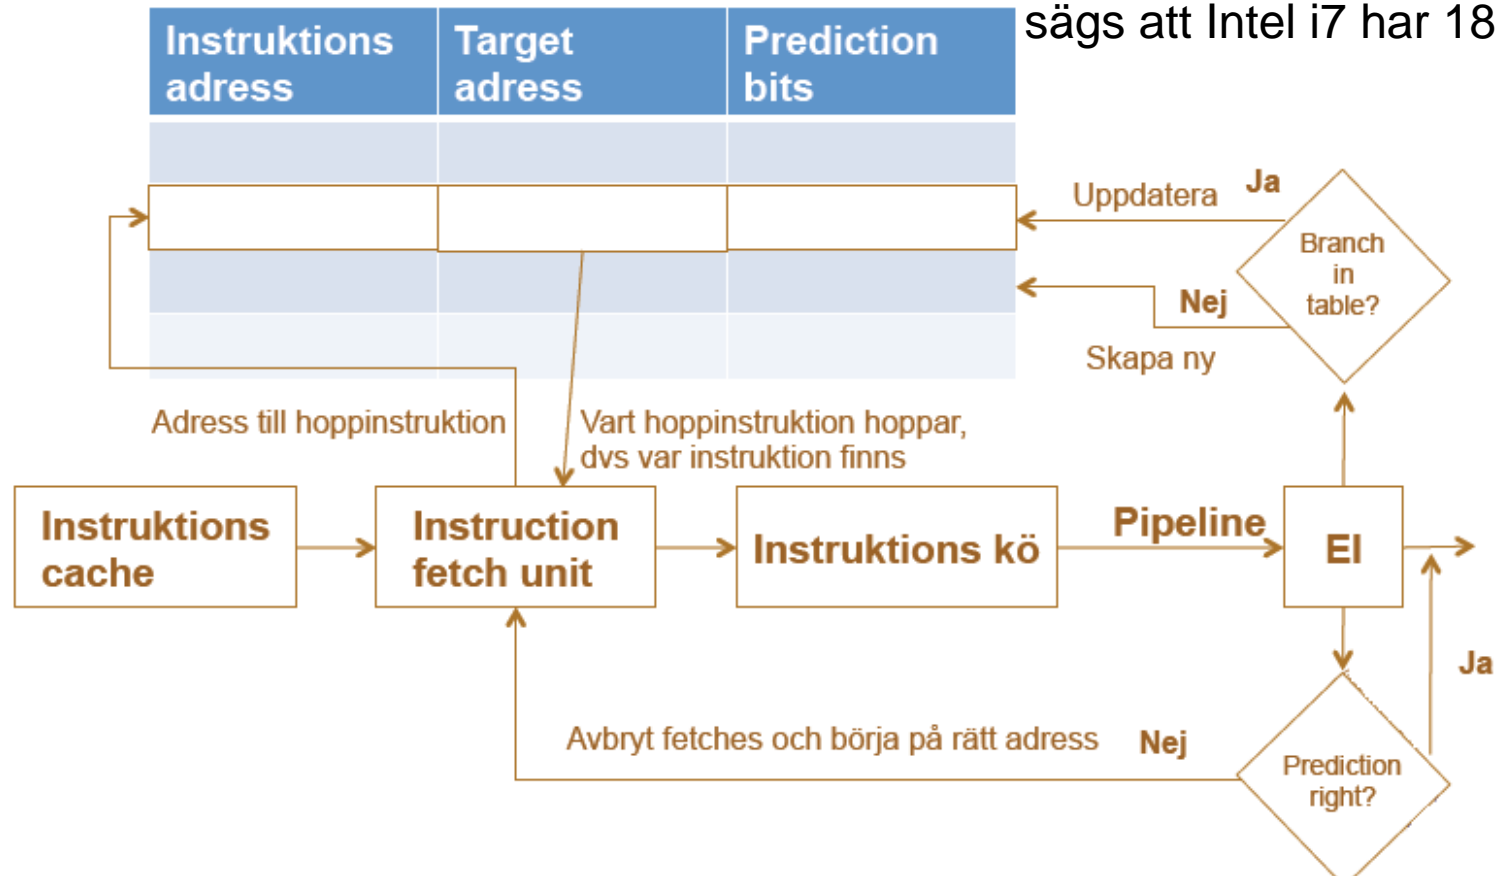 sägs att Intel i7 har 18
Instruktions
adress
Target
adress
Prediction
bits
Uppdatera
Ja
Branch
in
table?
Nej
Skapa ny
Adress till hoppinstruktion
Vart hoppinstruktion hoppar,
dvs var instruktion finns
Instruktions
cache
Instruction
fetch unit
Instruktions kö
Pipeline
EI
Ja
Avbryt fetches och börja på rätt adress
Nej
Prediction
right?